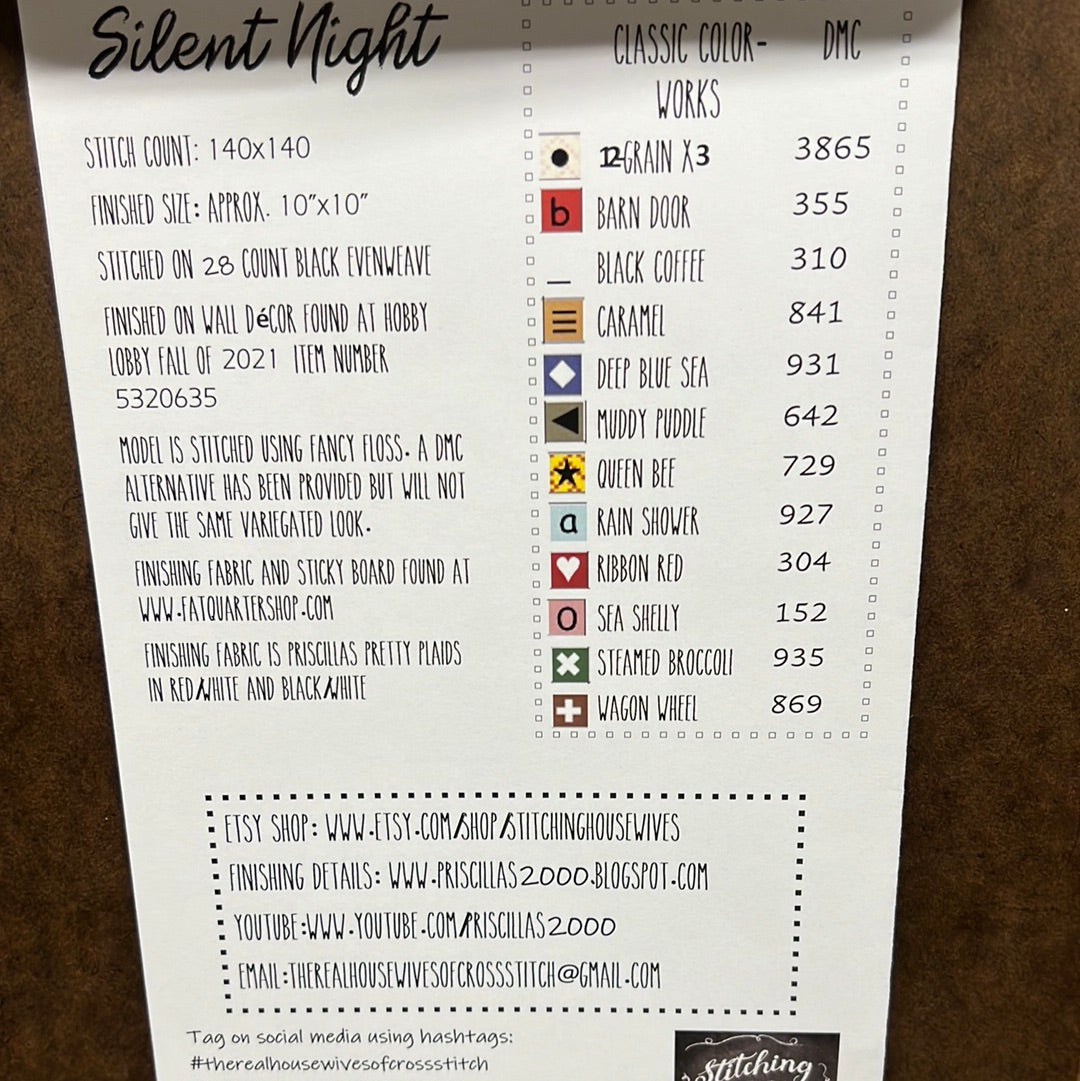 Silent Night
STITCH COUNT: 140x140
FINISHED SIZE: APPROX. 10"x10"
STITCHED ON 28 COUNT BLACK EVENWEAVE
FINISHED ON WALL DéCOR FOUND AT HOBBY
LOBBY FALL OF 2021 ITEM NUMBER
5320635
MODEL IS STITCHED USING FANCY FLOSS. A DMC
ALTERNATIVE HAS BEEN PROVIDED BUT WILL NOT
GIVE THE SAME VARIEGATED LOOK.
FINISHING FABRIC AND STICKY BOARD FOUND AT
WWW.FATQUARTERSHOP.COM
FINISHING FABRIC IS PRISCILLAS PRETTY PLAIDS
IN RED/WHITE AND BLACK/WHITE
CLASSIC COLOR- DMC
WORKS
12 GRAIN X3 3865
b BARN DOOR 355
BLACK COFFEE 310
CARAMEL 841
DEEP BLUE SEA 931
MUDDY PUDDLE 642
QUEEN BEE 729
a RAIN SHOWER 927
RIBBON RED 304
O SEA SHELLY 152
STEAMED BROCCOLI 935
WAGON WHEEL 869
ETSY SHOP: WWW.ETSY.COM/SHOP/STITCHINGHOUSEWIVES
FINISHING DETAILS: WWW.PRISCILLAS2000.BLOGSPOT.COM
YOUTUBE:WWW.YOUTUBE.COM/PRISCILLAS2000
EMAIL:THEREALHOUSEWIVESOFCROSSSTITCH@GMAIL.COM
Tag on social media using hashtags:
#therealhousewivesofcrossstitch
Stitching